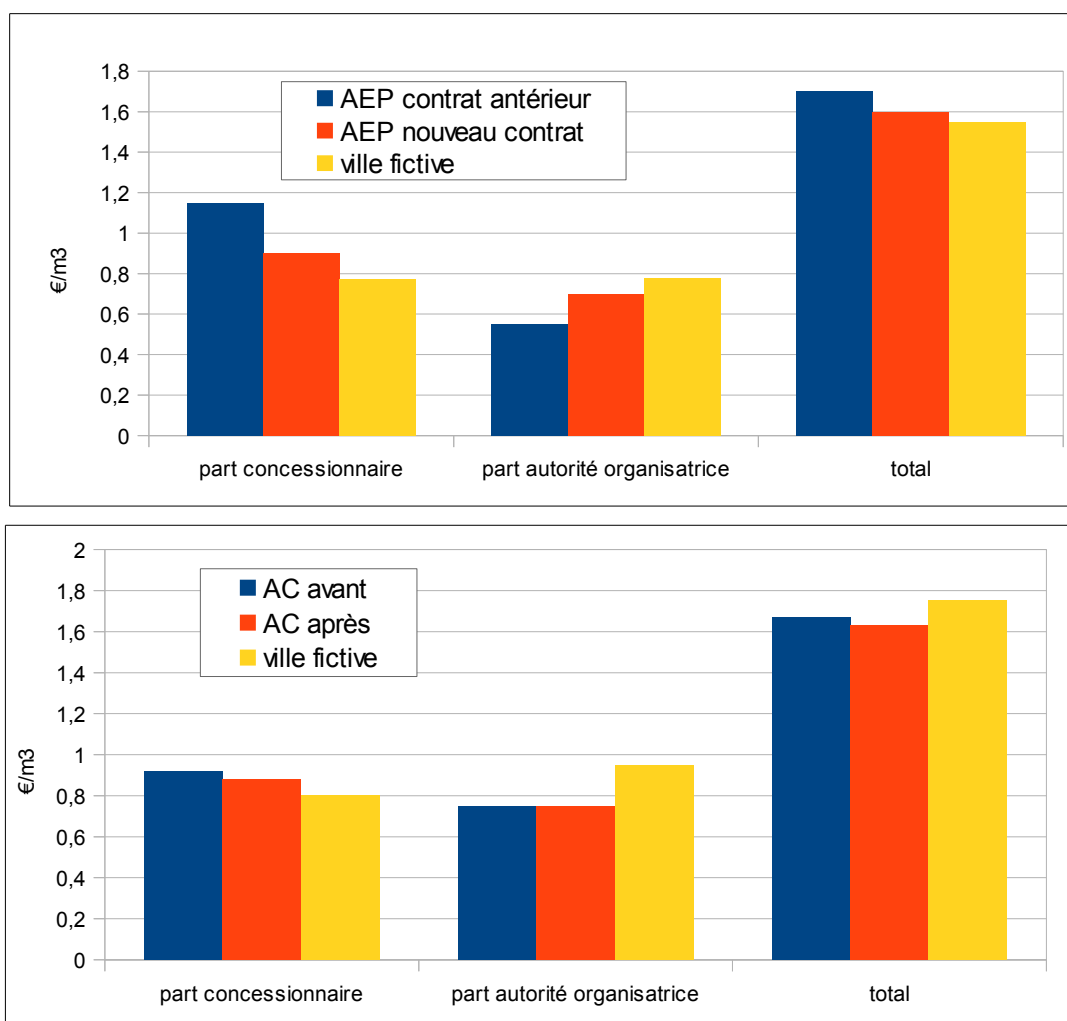 1,8
1,6
1,4
1,2
1
0,8
0,6
0,4
0,2
0
€/m3
AEP contrat antérieur
AEP nouveau contrat
ville fictive
part concessionnaire
part autorité organisatrice
total
2
1,8
1,6
1,4
1,2
1
0,8
0,6
0,4
0,2
0
€/m3
AC avant
AC après
ville fictive
part concessionnaire
part autorité organisatrice
total